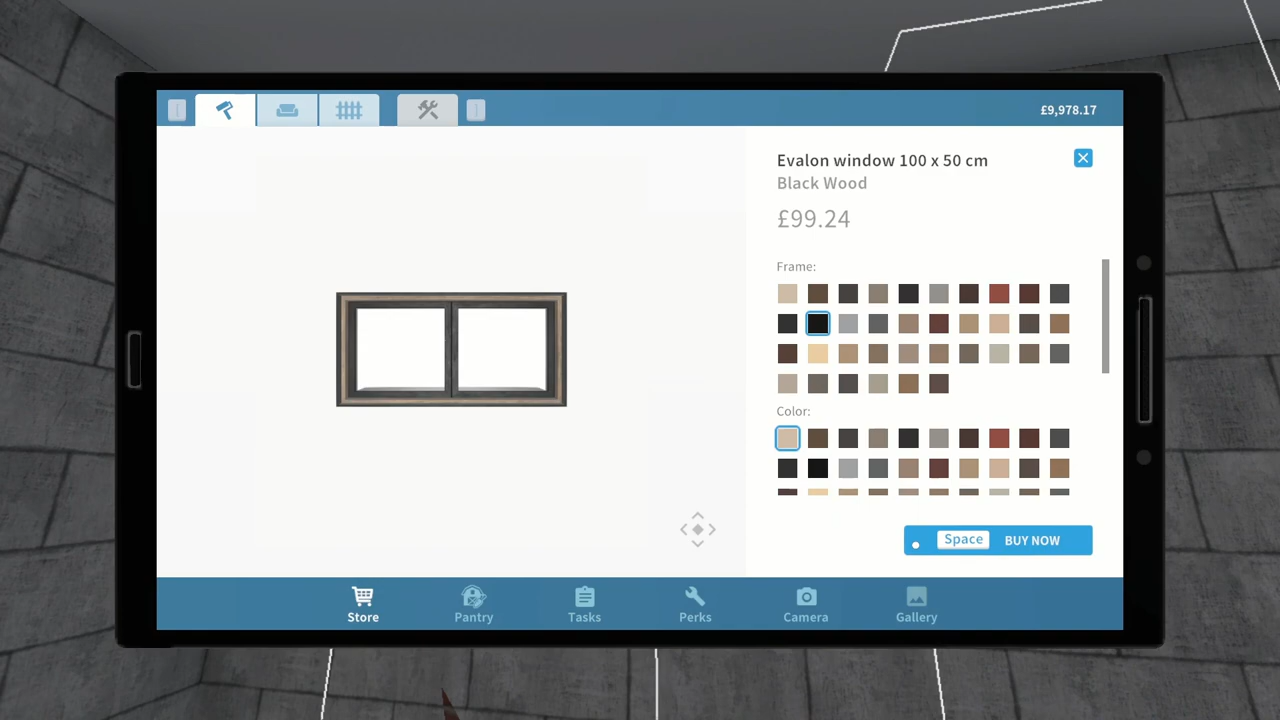 £9,978.17
Evalon window 100 x 50 cm
Black Wood
£99.24
Frame:
Color:
Space BUY NOW
Store Pantry Tasks Perks Camera Gallery